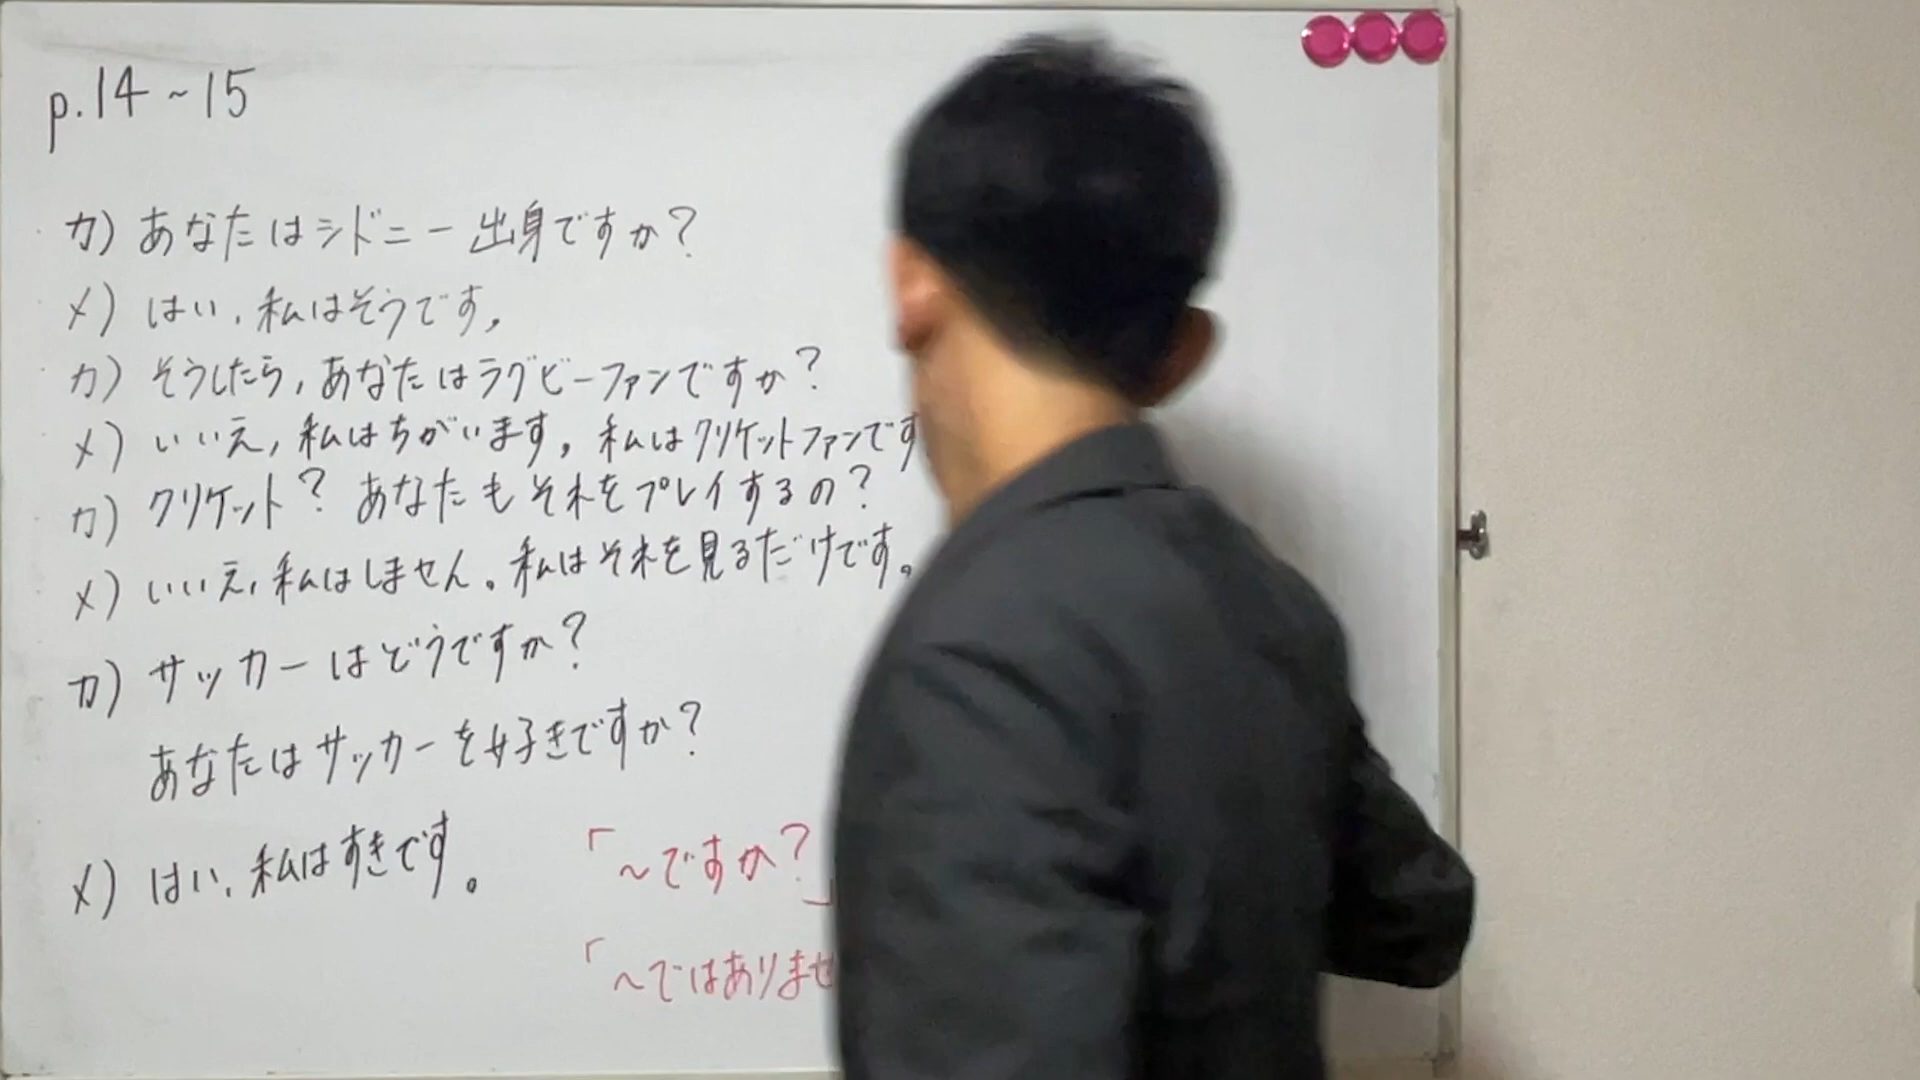 p.14~15
カ) あなたはシドニー出身ですか?
メ) はい,私はそうです,
カ) そうしたら,あなたはラグビーファンですか?
メ) いいえ,私はちがいます,私はクリケットファンです
カ) クリケット?あなたもそれをプレイするの?
メ) いいえ,私はしません。私はそれを見るだけです。
カ) サッカーはどうですか?
あなたはサッカーを好きですか?
メ) はい,私はすきです。
「~ですか?」
「~ではありませ